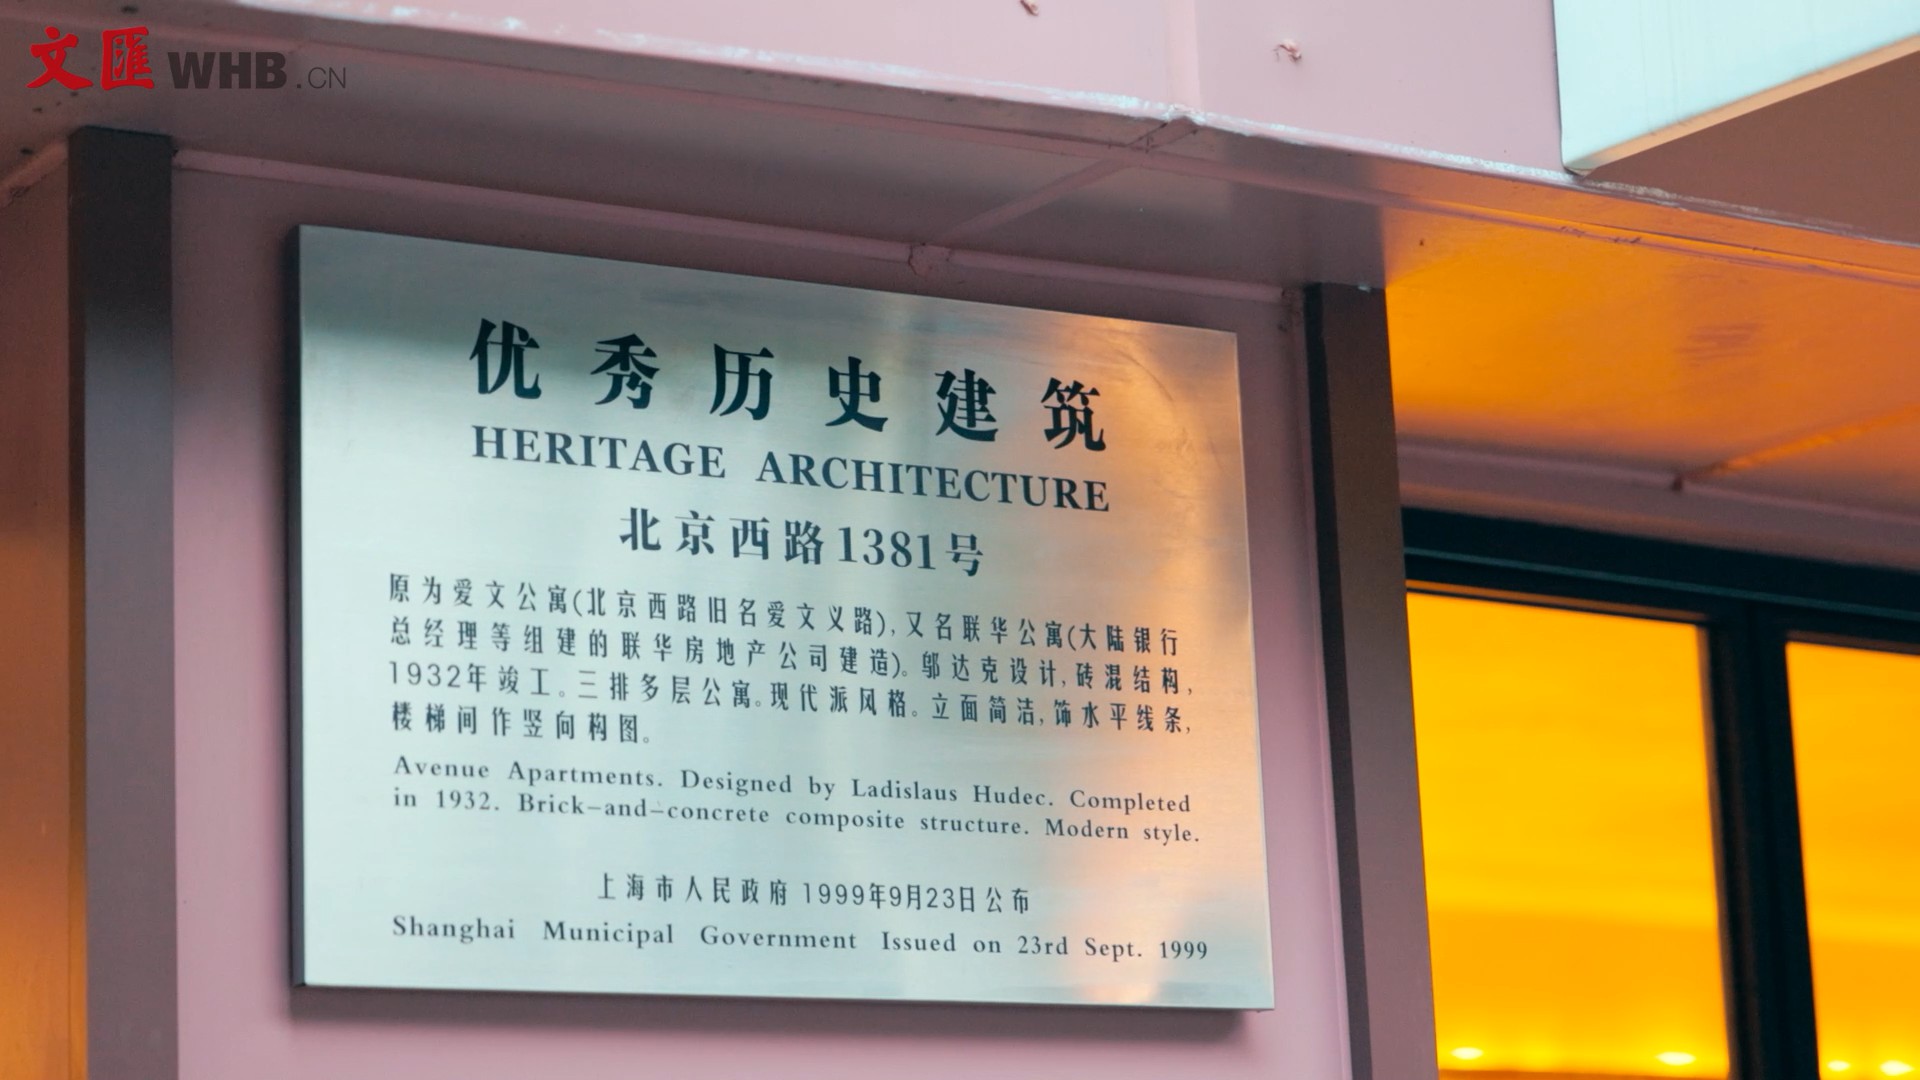 文匯 WHB.CN
优秀历史建筑
HERITAGE ARCHITECTURE
北京西路1381号
原为爱文公寓(北京西路旧名爱文义路),又名联华公寓(大陆银行
总经理等组建的联华房地产公司建造)。邬达克设计,砖混结构,
1932年竣工。三排多层公寓。现代派风格。立面简洁,饰水平线条,
楼梯间作竖向构图。
Avenue Apartments. Designed by Ladislaus Hudec. Completed
in 1932. Brick-and-concrete composite structure. Modern style.
上海市人民政府 1999年9月23日公布
Shanghai Municipal Government Issued on 23rd Sept. 1999